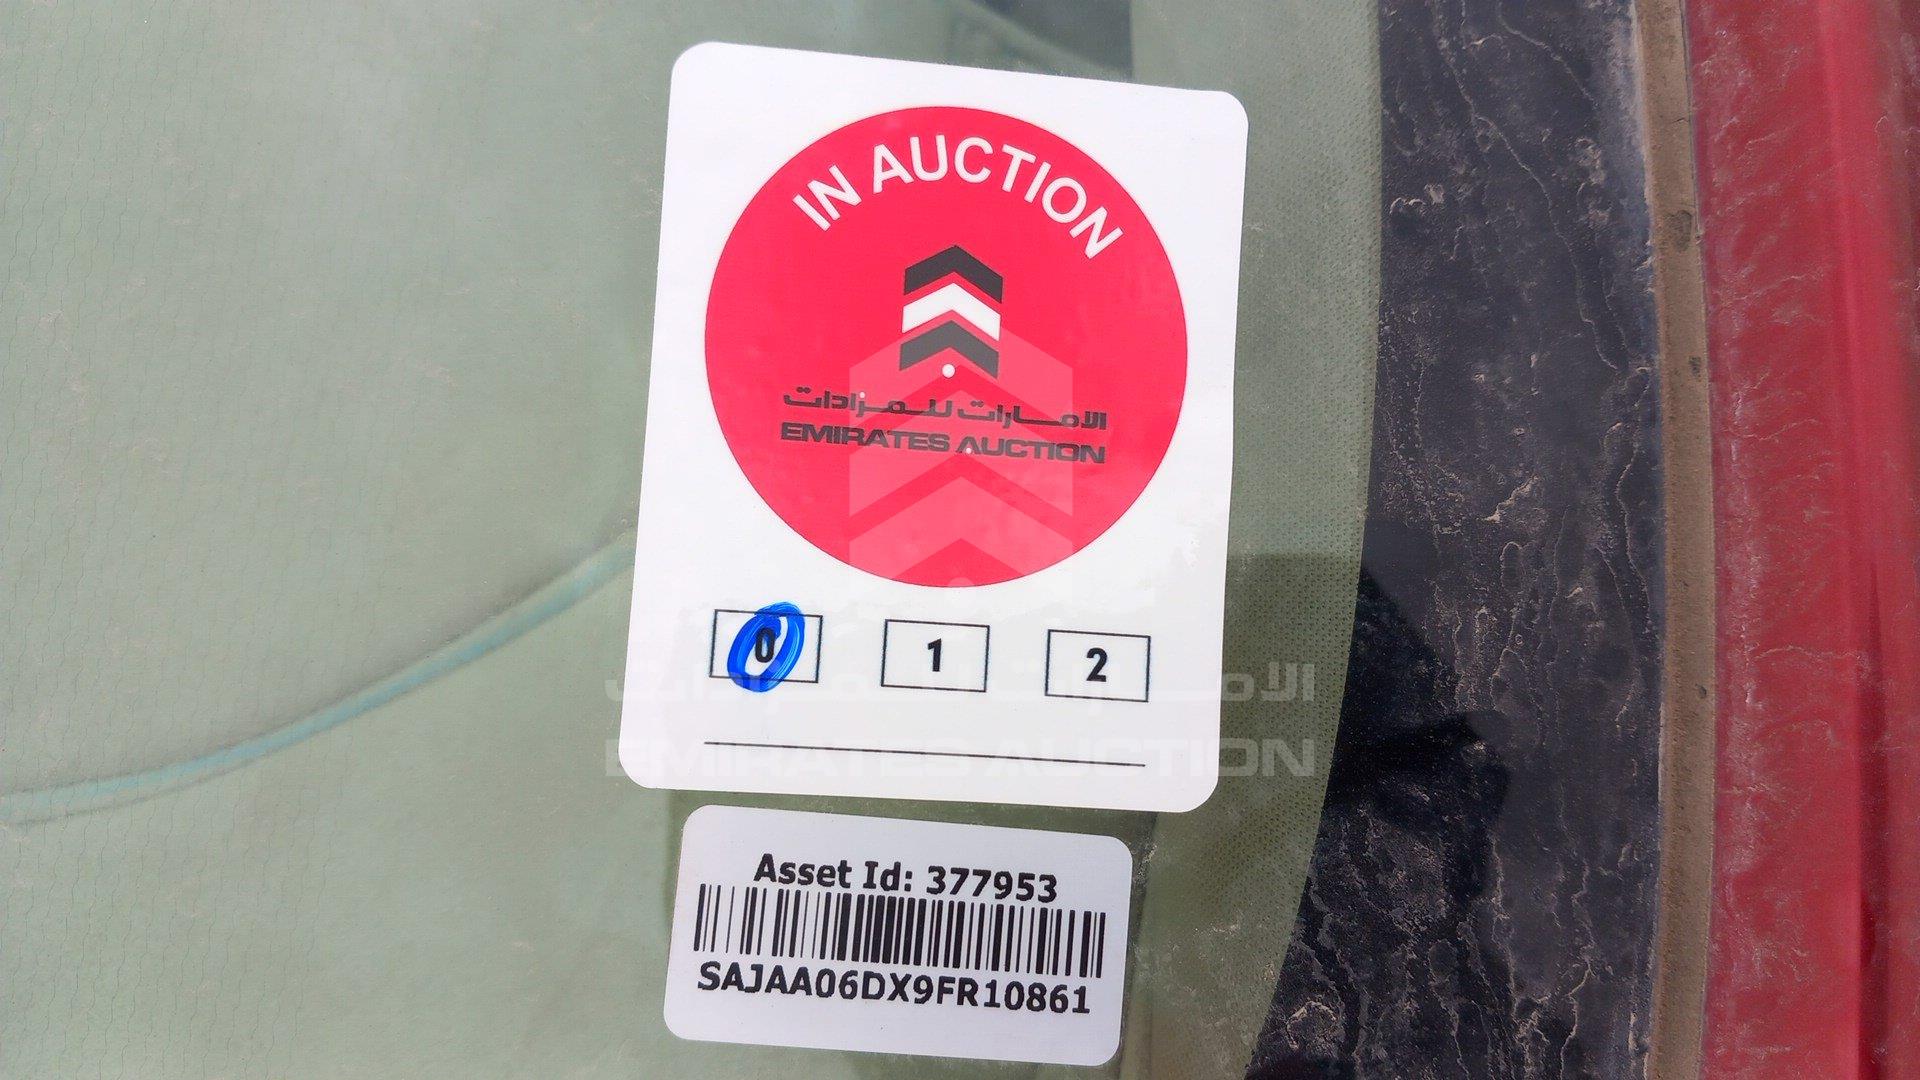 IN AUCTION
الامارات للمزادات
EMIRATES AUCTION
0 1 2
الامارات للمزادات
EMIRATES AUCTION
Asset Id: 377953
SAJAA06DX9FR10861